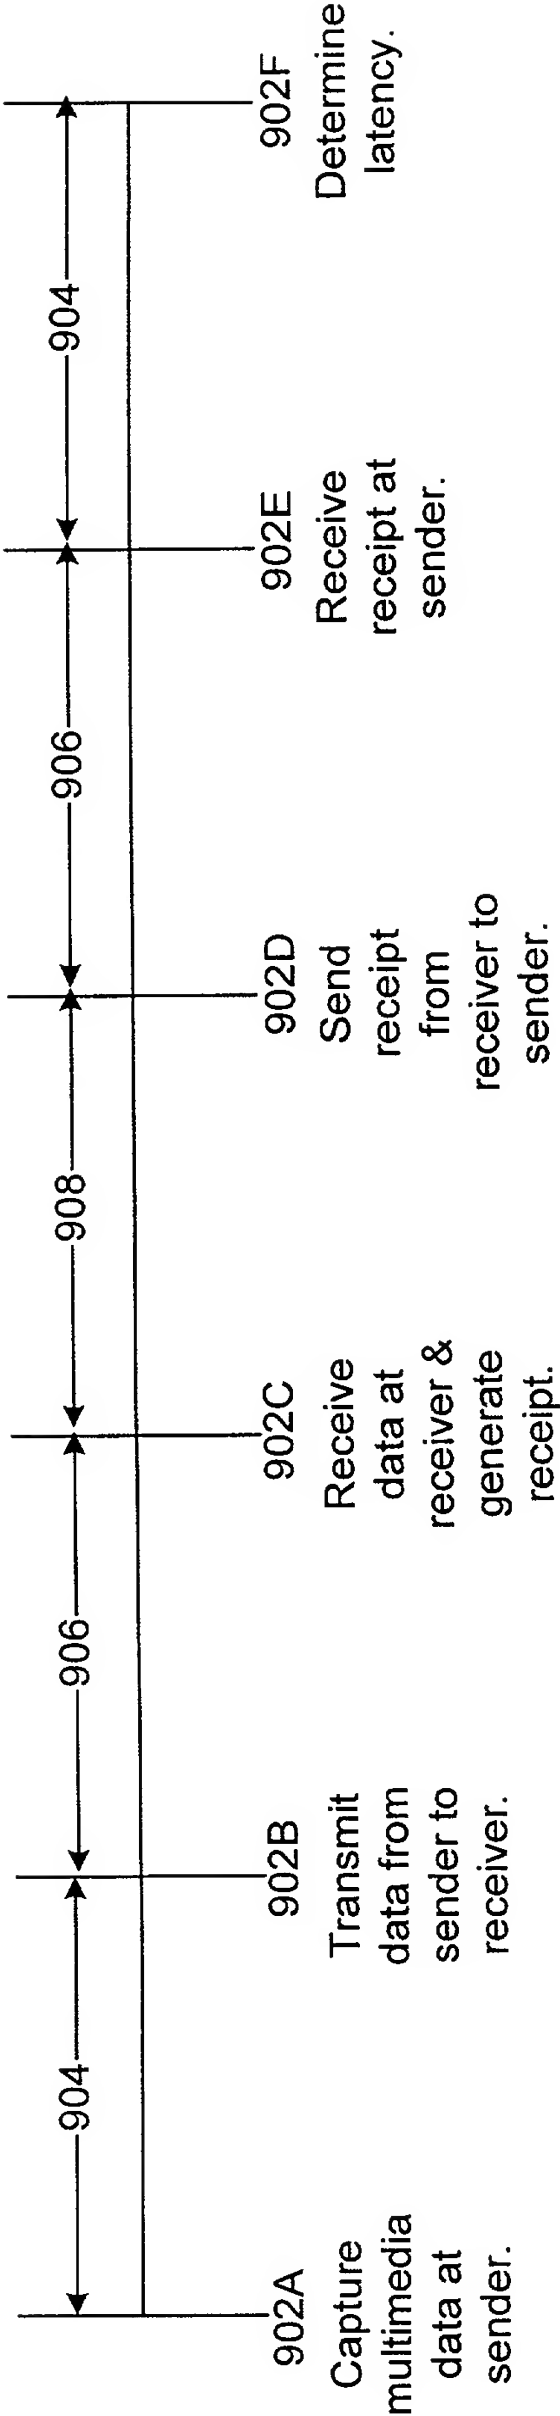 904
906
908
906
904
902A
Capture
multimedia
data at
sender.
902B
Transmit
data from
sender to
receiver.
902C
Receive
data at
receiver &
generate
receipt.
902D
Send
receipt
from
receiver to
sender.
902E
Receive
receipt at
sender.
902F
Determine
latency.